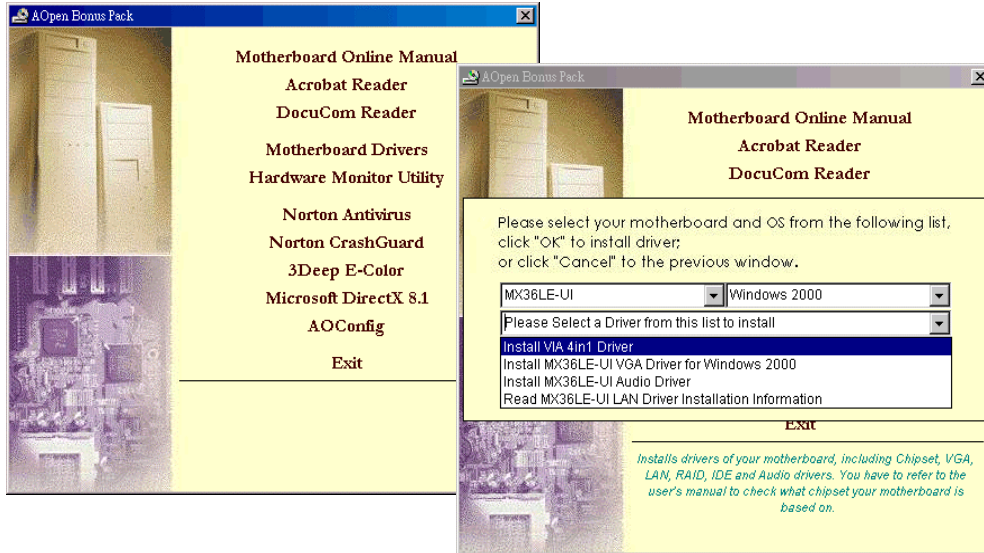 AOpen Bonus Pack
Motherboard Online Manual
Acrobat Reader
DocuCom Reader
Motherboard Drivers
Hardware Monitor Utility
Norton Antivirus
Norton CrashGuard
3Deep E-Color
Microsoft DirectX 8.1
AOConfig
Exit
AOpen Bonus Pack
Motherboard Online Manual
Acrobat Reader
DocuCom Reader
Please select your motherboard and OS from the following list,
click "OK" to install driver;
or click "Cancel" to the previous window.
MX36LE-UI
Windows 2000
Please Select a Driver from this list to install
Install VIA 4in1 Driver
Install MX36LE-UI VGA Driver for Windows 2000
Install MX36LE-UI Audio Driver
Read MX36LE-UI LAN Driver Installation Information
Exit
Installs drivers of your motherboard, including Chipset, VGA,
LAN, RAID, IDE and Audio drivers. You have to refer to the
user's manual to check what chipset your motherboard is
based on.